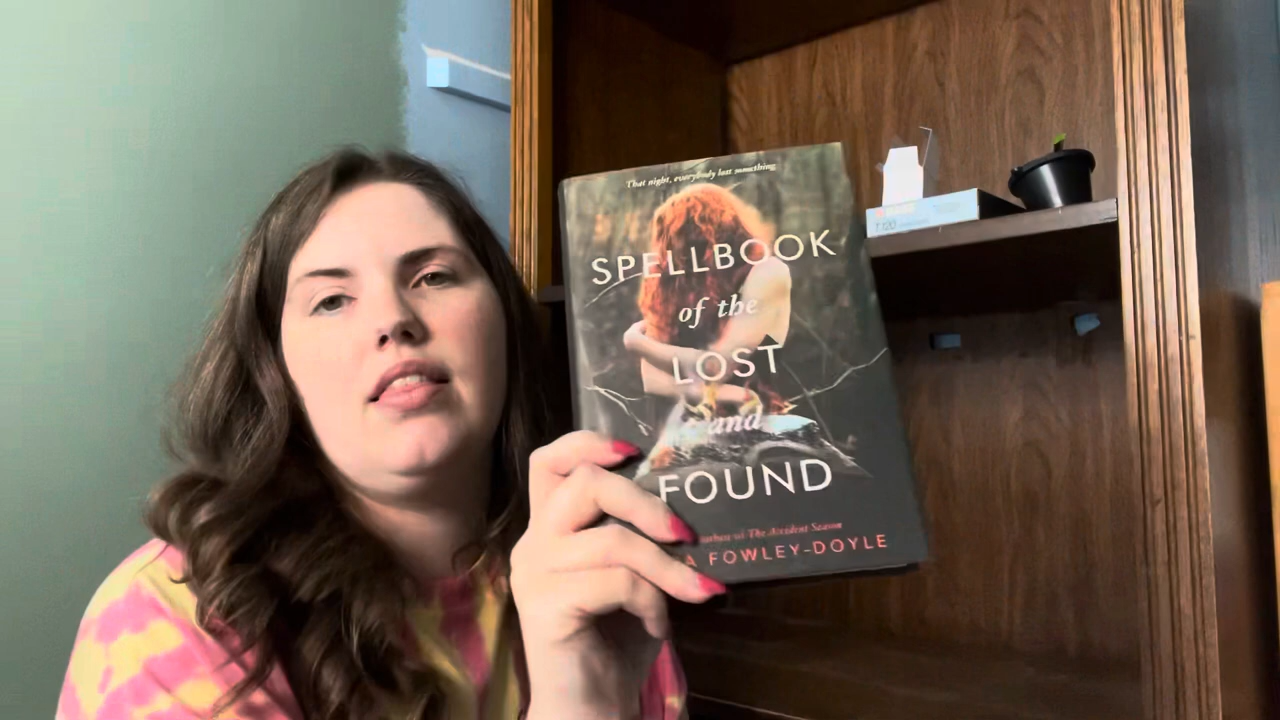 That night, everybody lost something
SPELLBOOK
of the
LOST
and
FOUND
author of The Accident Season
A FOWLEY-DOYLE